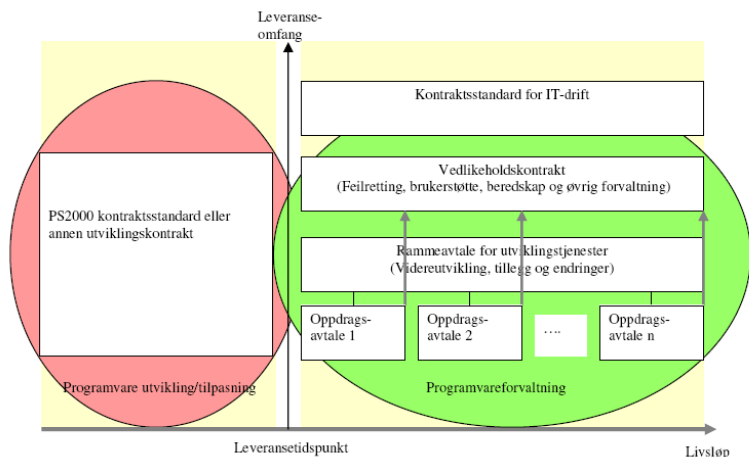 Leveranse-
omfang
Kontraktsstandard for IT-drift
Vedlikeholdskontrakt
(Feilretting, brukerstøtte, beredskap og øvrig forvaltning)
PS2000 kontraktsstandard eller
annen utviklingskontrakt
Rammeavtale for utviklingstjenester
(Videreutvikling, tillegg og endringer)
Oppdrags-
avtale 1
Oppdrags-
avtale 2
....
Oppdrags-
avtale n
Programvare utvikling/tilpasning
Programvareforvaltning
Leveransetidspunkt
Livsløp